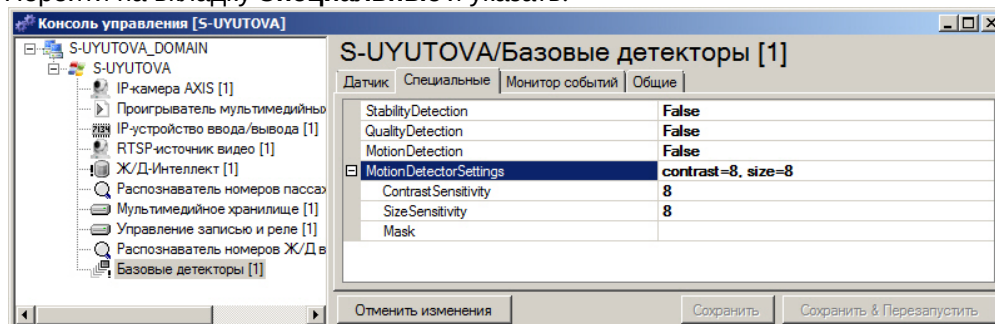 Консоль управления [S-UYUTOVA]
S-UYUTOVA_DOMAIN
S-UYUTOVA
IP-камера AXIS [1]
Проигрыватель мультимедийных
IP-устройство ввода/вывода [1]
RTSP-источник видео [1]
Ж/Д-Интеллект [1]
Распознаватель номеров пассаж
Мультимедийное хранилище [1]
Управление записью и реле [1]
Распознаватель номеров Ж/Д в
Базовые детекторы [1]
S-UYUTOVA/Базовые детекторы [1]
Датчик Специальные Монитор событий Общие
StabilityDetection False
QualityDetection False
MotionDetection False
MotionDetectorSettings contrast=8, size=8
ContrastSensitivity 8
SizeSensitivity 8
Mask
Отменить изменения Сохранить Сохранить & Перезапустить